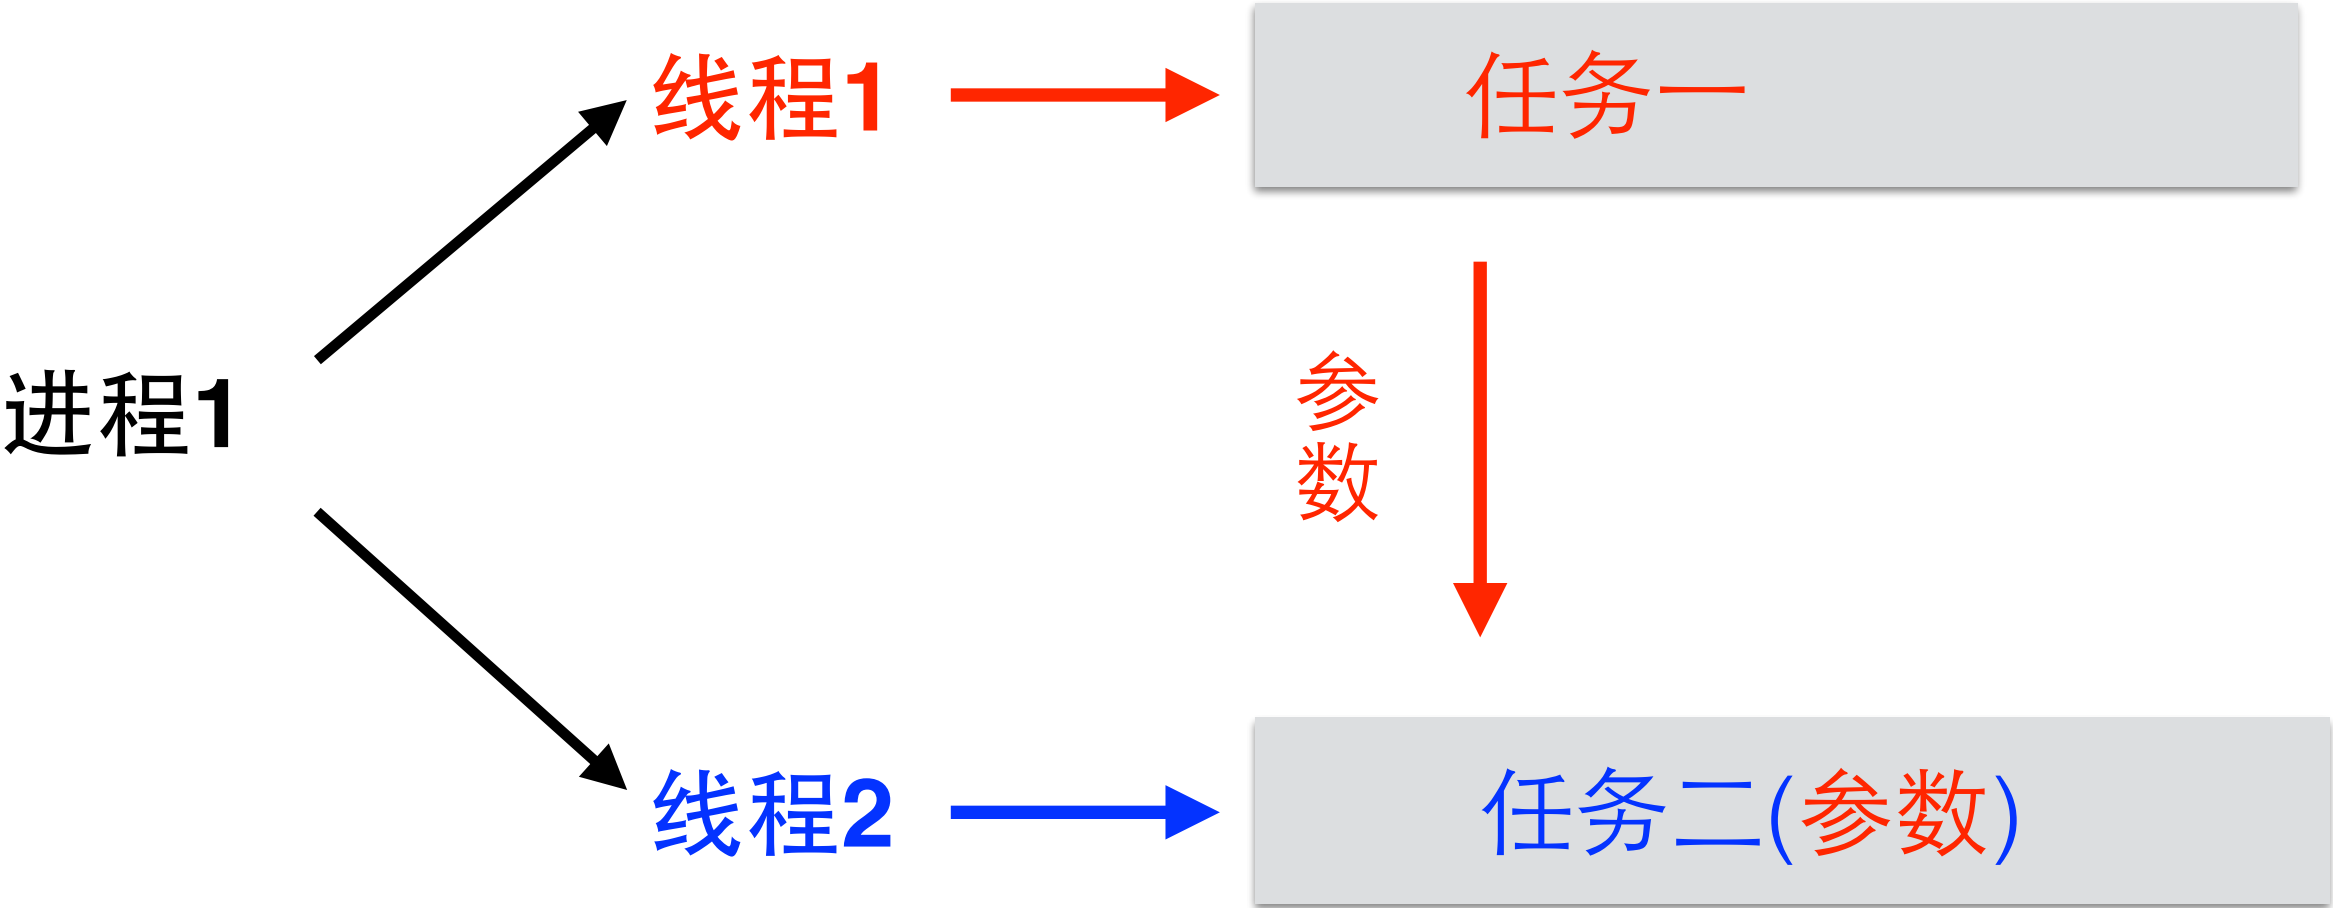 线程1
任务一
进程1
参数
线程2
任务二(参数)